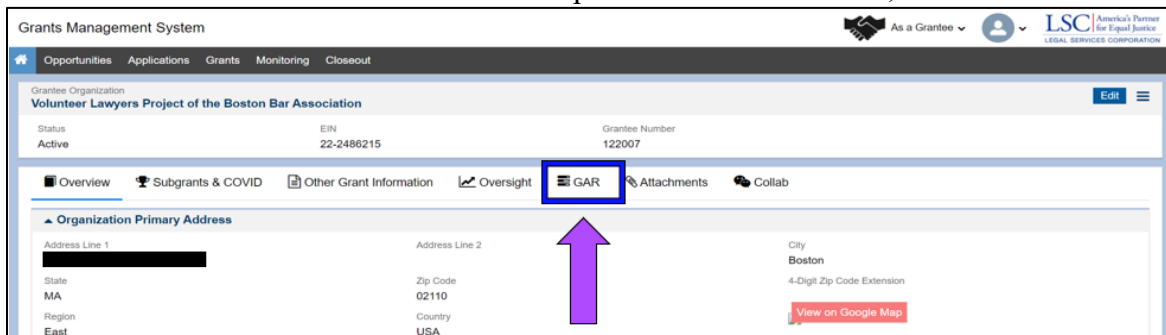 Grants Management System
As a Grantee
LSC America's Partner for Equal Justice
LEGAL SERVICES CORPORATION
Opportunities Applications Grants Monitoring Closeout
Grantee Organization
Volunteer Lawyers Project of the Boston Bar Association
Edit
Status EIN Grantee Number
Active 22-2486215 122007
Overview Subgrants & COVID Other Grant Information Oversight GAR Attachments Collab
Organization Primary Address
Address Line 1 Address Line 2 City
Boston
State Zip Code 4-Digit Zip Code Extension
MA 02110
View on Google Map
Region Country
East USA